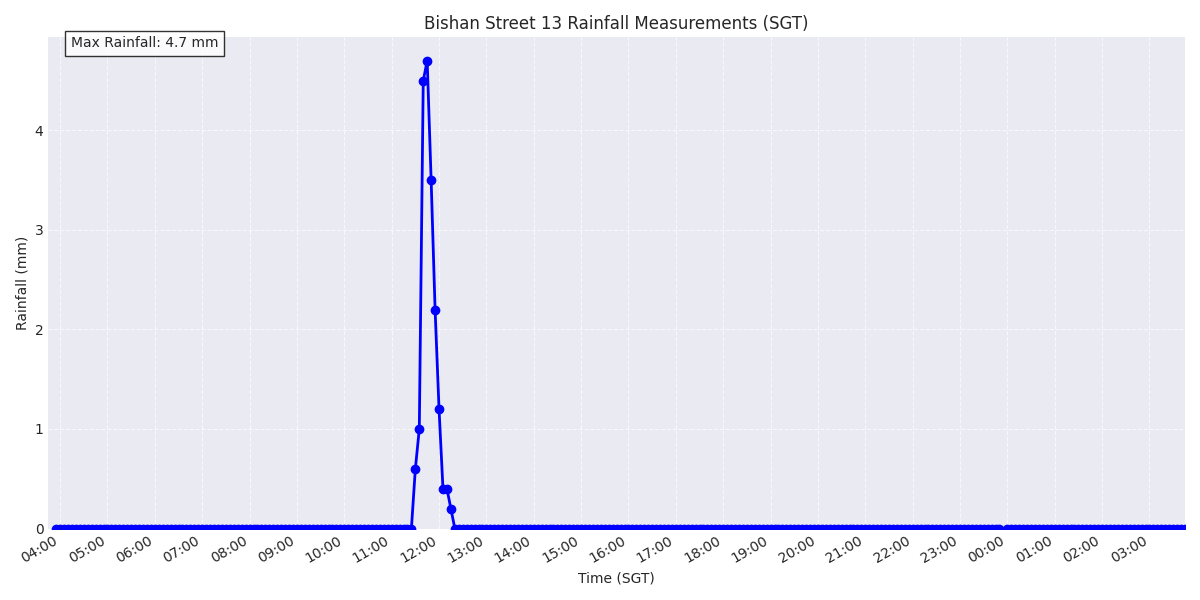 Bishan Street 13 Rainfall Measurements (SGT)
Max Rainfall: 4.7 mm
Rainfall (mm)
4
3
2
1
0
04:00 05:00 06:00 07:00 08:00 09:00 10:00 11:00 12:00 13:00 14:00 15:00 16:00 17:00 18:00 19:00 20:00 21:00 22:00 23:00 00:00 01:00 02:00 03:00
Time (SGT)